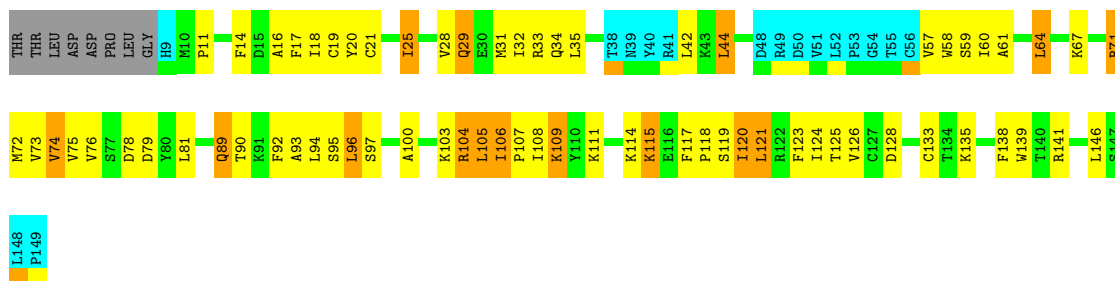 THR THR LEU ASP ASP PRO LEU GLY H9 M10 P11 F14 D15 A16 F17 I18 C19 Y20 C21 I25 V28 Q29 E30 M31 I32 R33 Q34 L35 T38 N39 Y40 R41 L42 K43 L44 D48 R49 D50 V51 L52 P53 G54 T55 C56 V57 W58 S59 I60 A61 L64 K67
M72 V73 V74 V75 V76 S77 D78 D79 Y80 L81 Q89 T90 K91 F92 A93 L94 S95 L96 S97 A100 K103 R104 L105 I106 P107 I108 K109 Y110 K111 K114 K115 E116 F117 P118 S119 I120 L121 R122 F123 I124 T125 V126 C127 D128 C133 T134 K135 F138 W139 T140 R141 L146
L148 P149